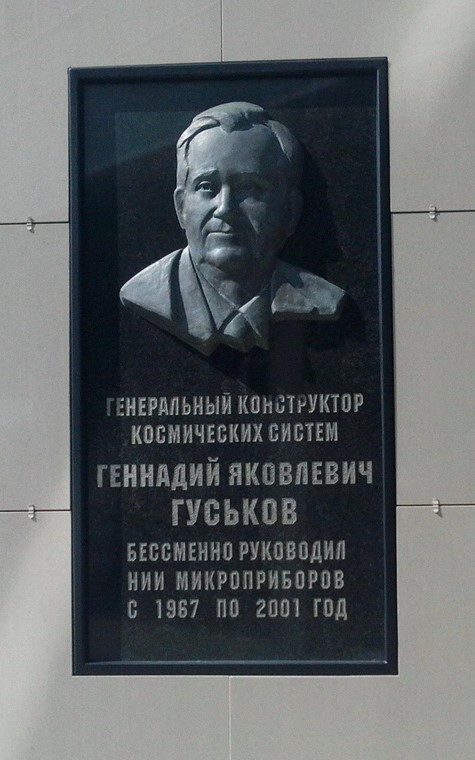 ГЕНЕРАЛЬНЫЙ КОНСТРУКТОР
КОСМИЧЕСКИХ СИСТЕМ
ГЕННАДИЙ ЯКОВЛЕВИЧ
ГУСЬКОВ
БЕССМЕННО РУКОВОДИЛ
НИИ МИКРОПРИБОРОВ
С 1967 ПО 2001 ГОД